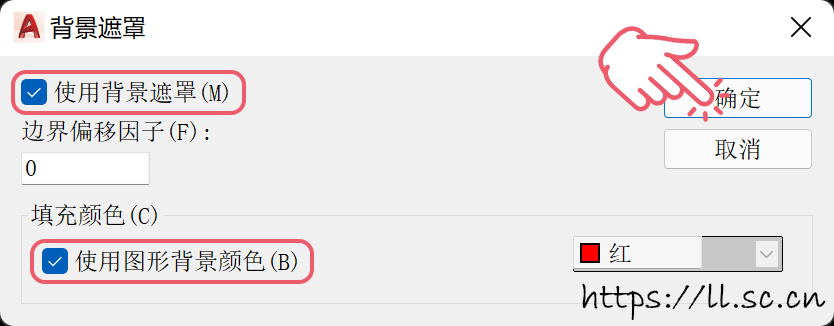 背景遮罩
使用背景遮罩(M)
确定
边界偏移因子(F):
取消
0
填充颜色(C)
使用图形背景颜色(B)
红
https://ll.sc.cn